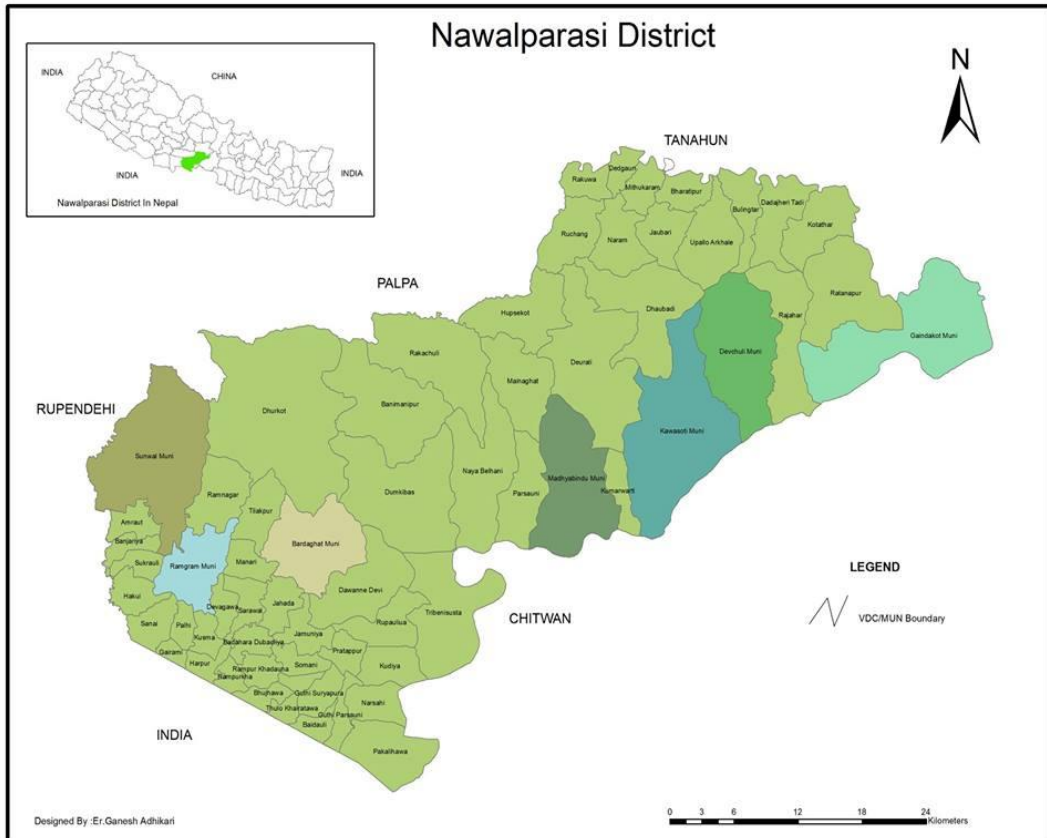 Nawalparasi District
INDIA
CHINA
INDIA
INDIA
Nawalparasi District In Nepal
N
TANAHUN
PALPA
RUPENDEHI
CHITWAN
INDIA
Dedgaun
Rakuwa
Mithukaram
Bharatipur
Dadajheri Tadi
Bulingtar
Kotathar
Ruchang
Naram
Jaubari
Upallo Arkhale
Ratanapur
Hupsekot
Dhaubadi
Rajahar
Gaindakot Muni
Devchuli Muni
Rakachuli
Deurali
Mainaghat
Dhurkot
Banimanipur
Kawasoti Muni
Sunwal Muni
Naya Belhani
Parsauni
Madhyabindu Muni
Kumarwarti
Ramnagar
Dumkibas
Tilakpur
Amraut
Banjariya
Bardaghat Muni
Sukrauli
Ramgram Muni
Manari
Dawanne Devi
Hakui
Devagawa
Sarawal
Jahada
Tribenisusta
Sanai
Palhi
Kusma
Rupauliua
Badahara Dubauliya
Jamuniya
Gairami
Pratappur
Harpur
Rampur Khadauna
Somani
Kudiya
Rampurkha
Bhujhawa
Guthi Suryapura
Narsahi
Thulo Khairatawa
Guthi Parsauni
Baidauli
Pakalihawa
LEGEND
VDC/MUN Boundary
Designed By :Er.Ganesh Adhikari
0 3 6 12 18 24
Kilometers